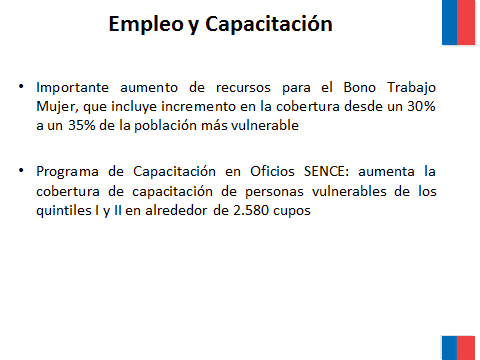 Empleo y Capacitación
• Importante aumento de recursos para el Bono Trabajo
Mujer, que incluye incremento en la cobertura desde un 30%
a un 35% de la población más vulnerable
• Programa de Capacitación en Oficios SENCE: aumenta la
cobertura de capacitación de personas vulnerables de los
quintiles I y II en alrededor de 2.580 cupos